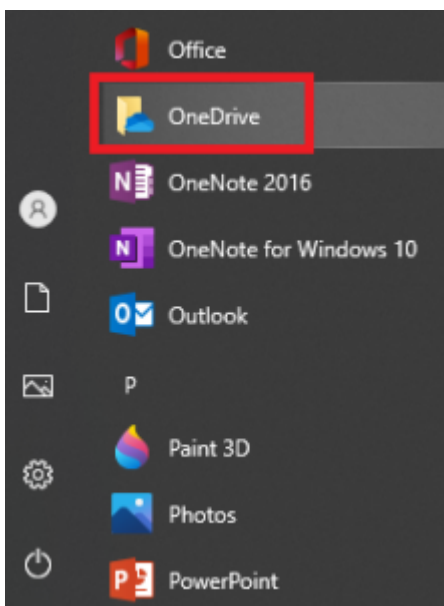 Office
OneDrive
OneNote 2016
OneNote for Windows 10
Outlook
P
Paint 3D
Photos
PowerPoint